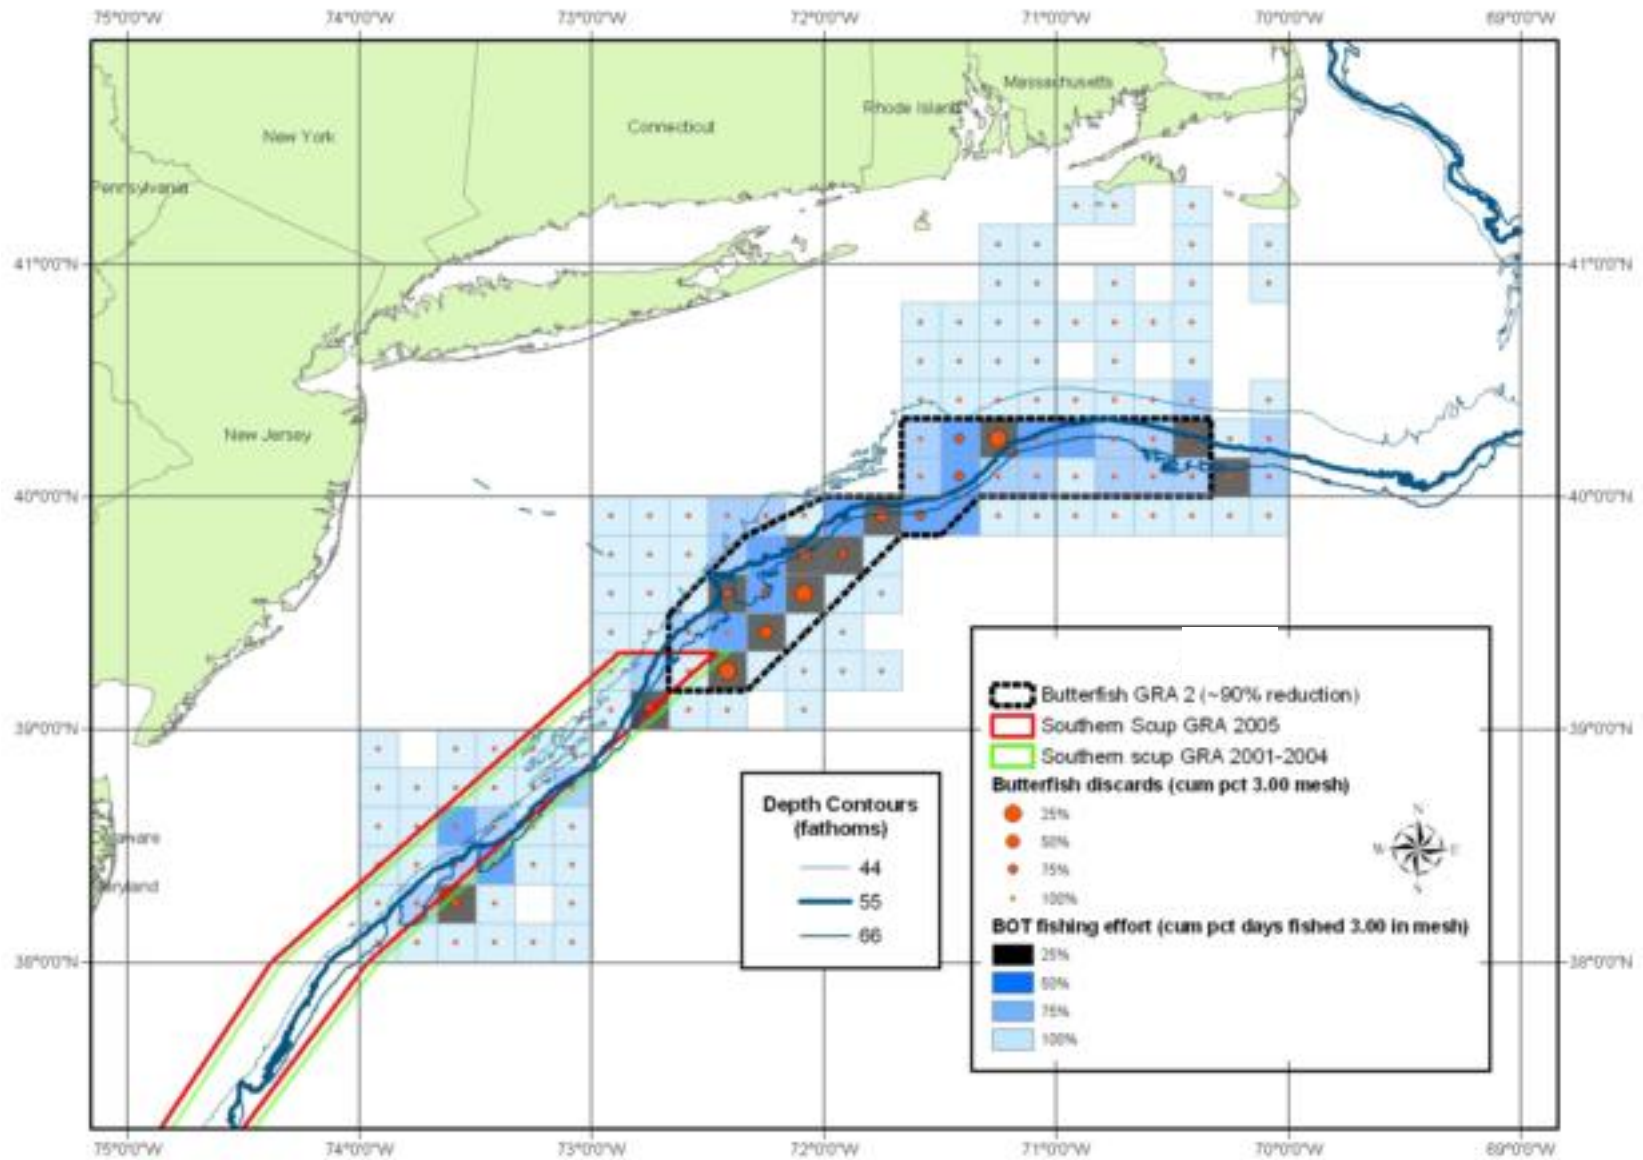 75°0'0"W 74°0'0"W 73°0'0"W 72°0'0"W 71°0'0"W 70°0'0"W 69°0'0"W
Massachusetts
Rhode Island
Connecticut
New York
Pennsylvania
41°0'0"N 41°0'0"N
New Jersey
40°0'0"N 40°0'0"N
39°0'0"N 39°0'0"N
aware
aryland
38°0'0"N 38°0'0"N
Depth Contours
(fathoms)
44
55
66
Butterfish GRA 2 (~90% reduction)
Southern Scup GRA 2005
Southern scup GRA 2001-2004
Butterfish discards (cum pct 3.00 mesh)
25%
50%
75%
100%
N
W E
S
BOT fishing effort (cum pct days fished 3.00 in mesh)
25%
50%
75%
100%
75°0'0"W 74°0'0"W 73°0'0"W 72°0'0"W 71°0'0"W 70°0'0"W 69°0'0"W